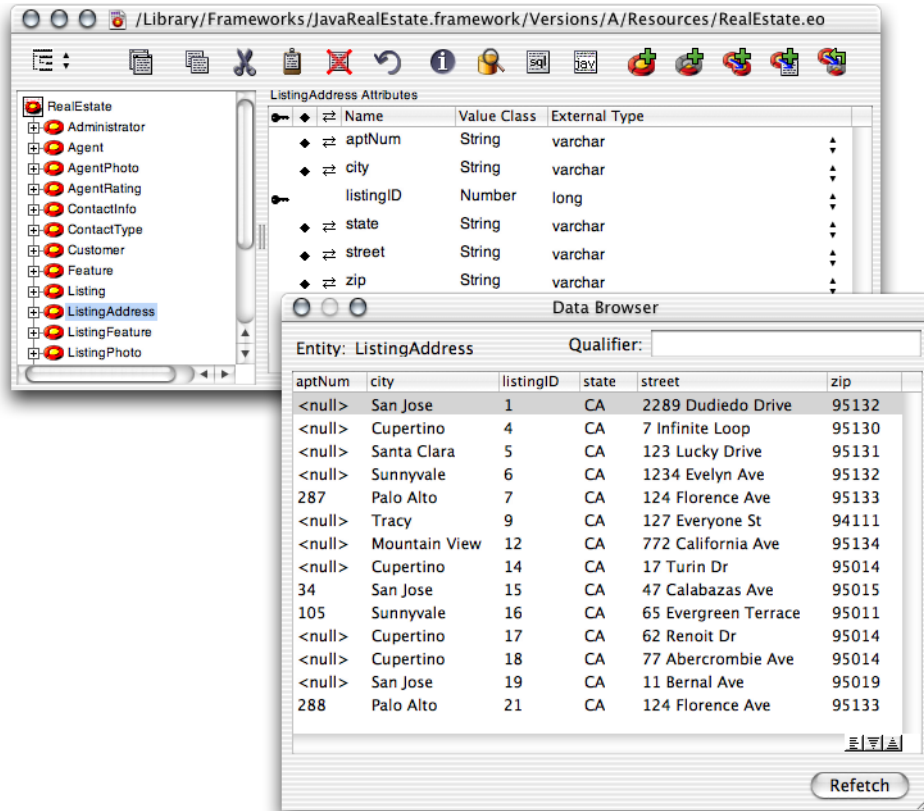 /Library/Frameworks/JavaRealEstate.framework/Versions/A/Resources/RealEstate.eo
sql
jav
RealEstate
Administrator
Agent
AgentPhoto
AgentRating
ContactInfo
ContactType
Customer
Feature
Listing
ListingAddress
ListingFeature
ListingPhoto
ListingAddress Attributes
Name Value Class External Type
aptNum String varchar
city String varchar
listingID Number long
state String varchar
street String varchar
zip String varchar
Data Browser
Entity: ListingAddress Qualifier:
aptNum city listingID state street zip
<null> San Jose 1 CA 2289 Dudiedo Drive 95132
<null> Cupertino 4 CA 7 Infinite Loop 95130
<null> Santa Clara 5 CA 123 Lucky Drive 95131
<null> Sunnyvale 6 CA 1234 Evelyn Ave 95132
287 Palo Alto 7 CA 124 Florence Ave 95133
<null> Tracy 9 CA 127 Everyone St 94111
<null> Mountain View 12 CA 772 California Ave 95134
<null> Cupertino 14 CA 17 Turin Dr 95014
34 San Jose 15 CA 47 Calabazas Ave 95015
105 Sunnyvale 16 CA 65 Evergreen Terrace 95011
<null> Cupertino 17 CA 62 Renoit Dr 95014
<null> Cupertino 18 CA 77 Abercrombie Ave 95014
<null> San Jose 19 CA 11 Bernal Ave 95019
288 Palo Alto 21 CA 124 Florence Ave 95133
Refetch